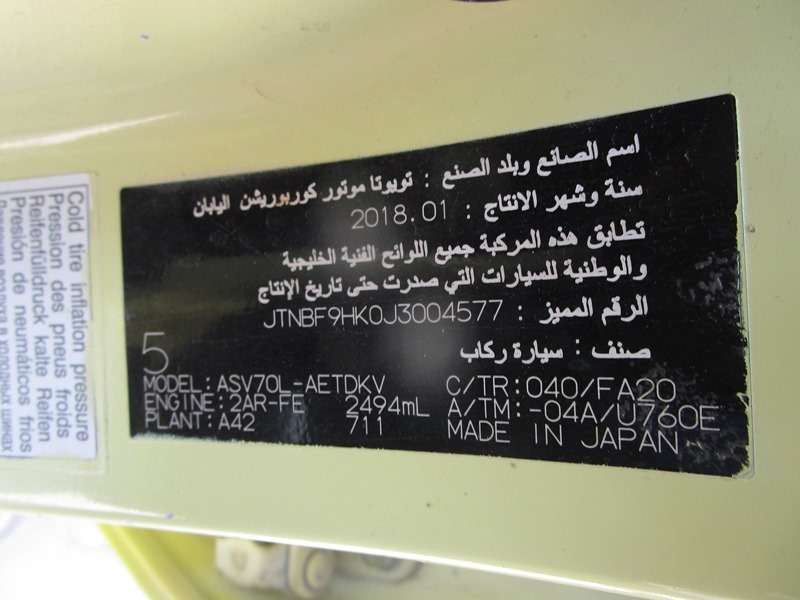 اسم الصانع وبلد الصنع : تويوتا موتور كوربوريشن اليابان
سنة وشهر الانتاج : 2018.01
تطابق هذه المركبة جميع اللوائح الفنية الخليجية
والوطنية للسيارات التي صدرت حتى تاريخ الإنتاج
الرقم المميز : JTNBF9HK0J3004577
صنف : سيارة ركاب
5
MODEL:ASV70L-AETDKV C/TR:040/FA20
ENGINE:2AR-FE 2494mL A/TM:-04A/U760E
PLANT:A42 711 MADE IN JAPAN
Cold tire inflation pressure
Pression des pneus froids
Reifenfülldruck kalte Reifen
Presión de neumáticos frios